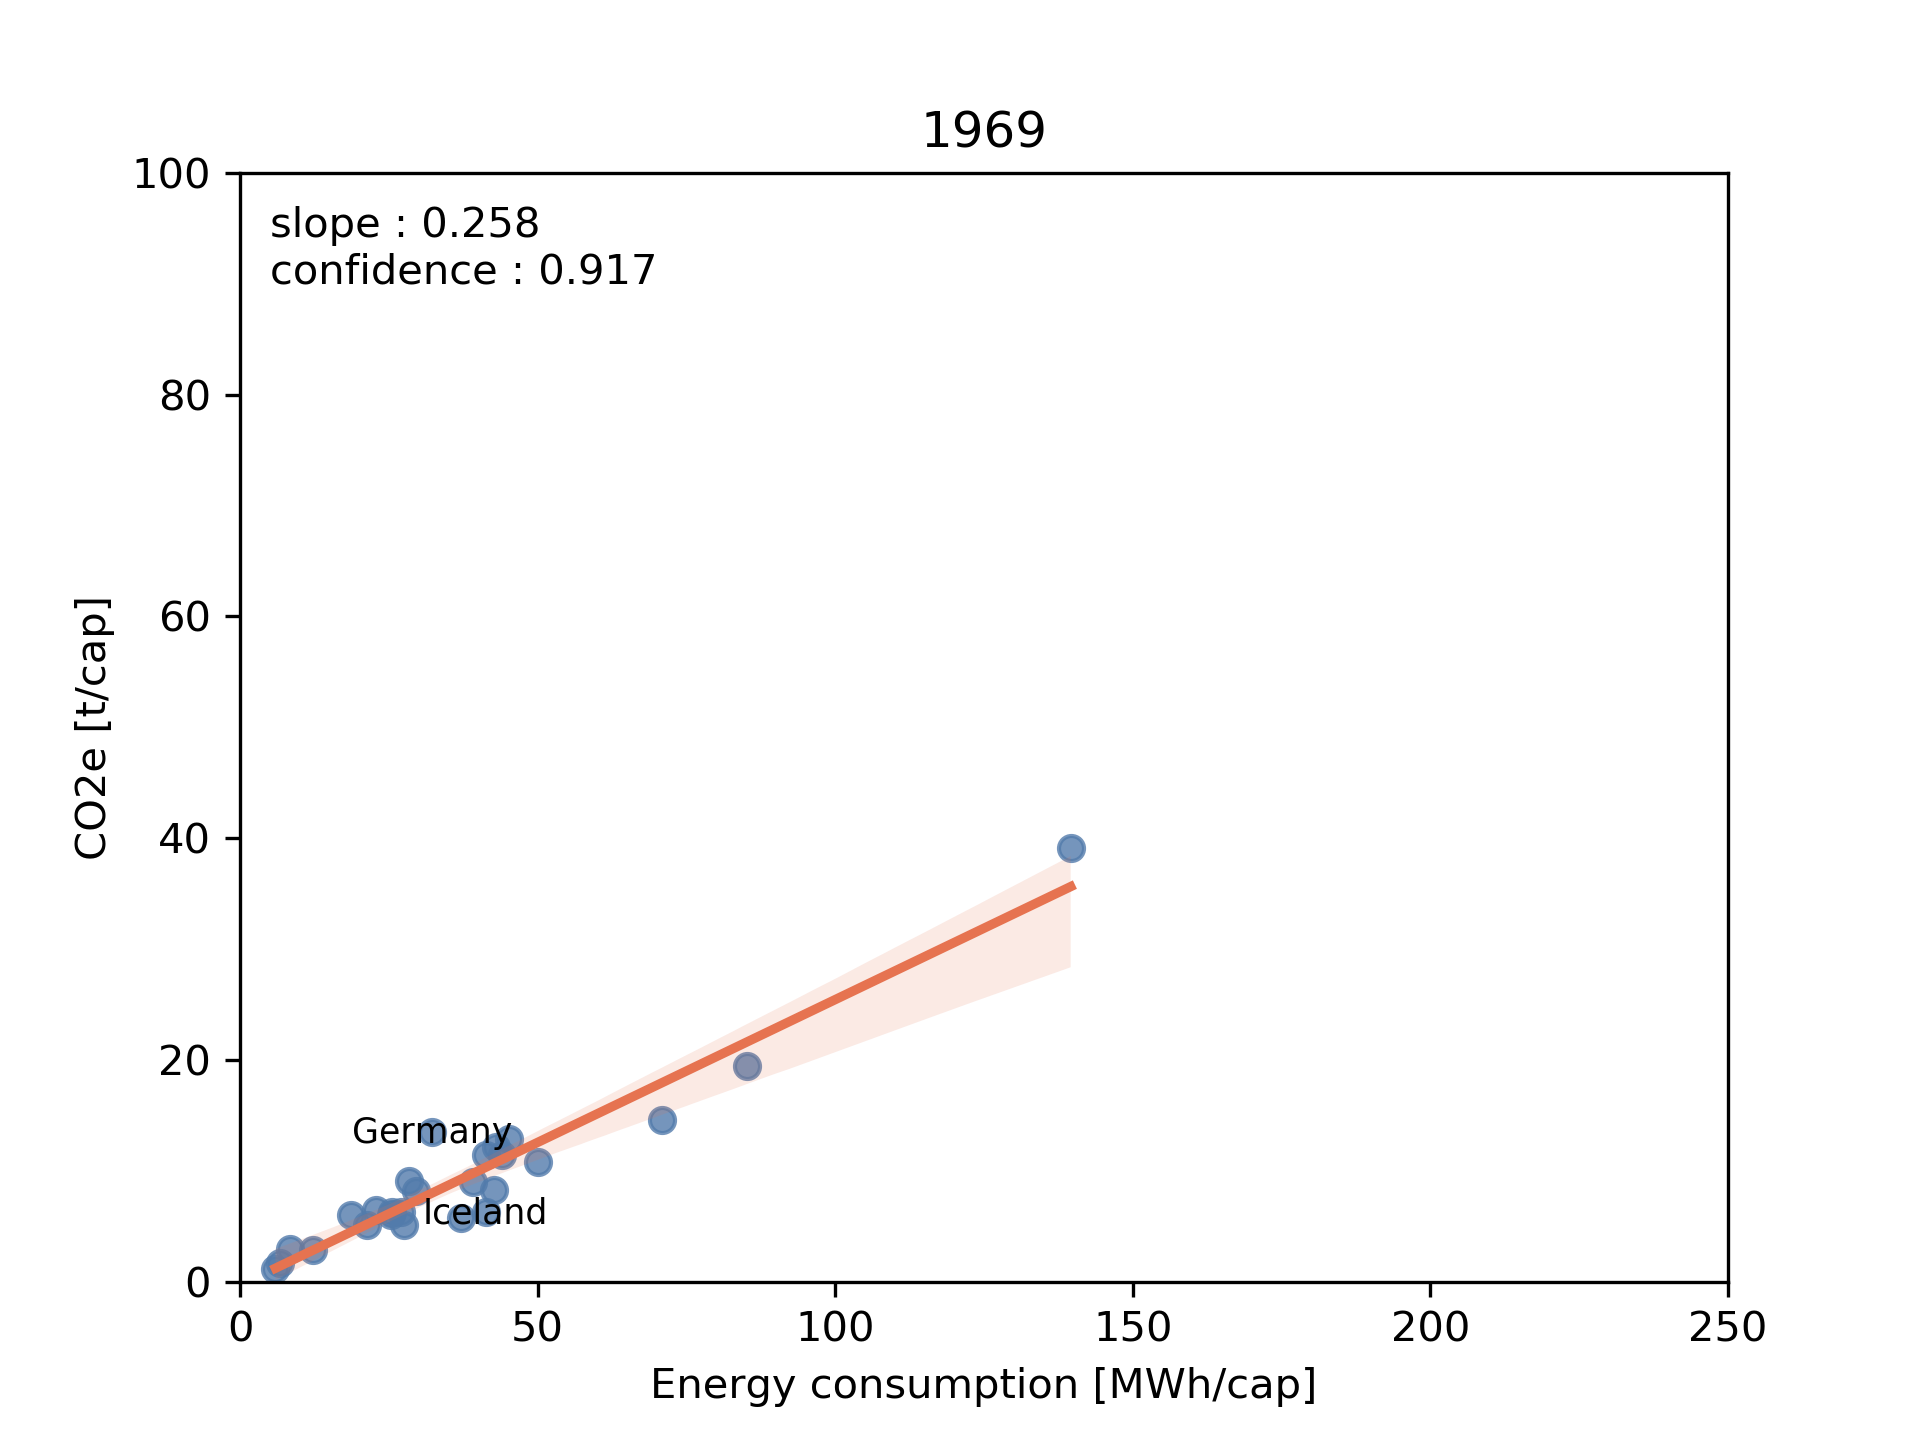 1969
slope : 0.258
confidence : 0.917
100
80
60
40
20
0
CO2e [t/cap]
Germany
Iceland
0 50 100 150 200 250
Energy consumption [MWh/cap]